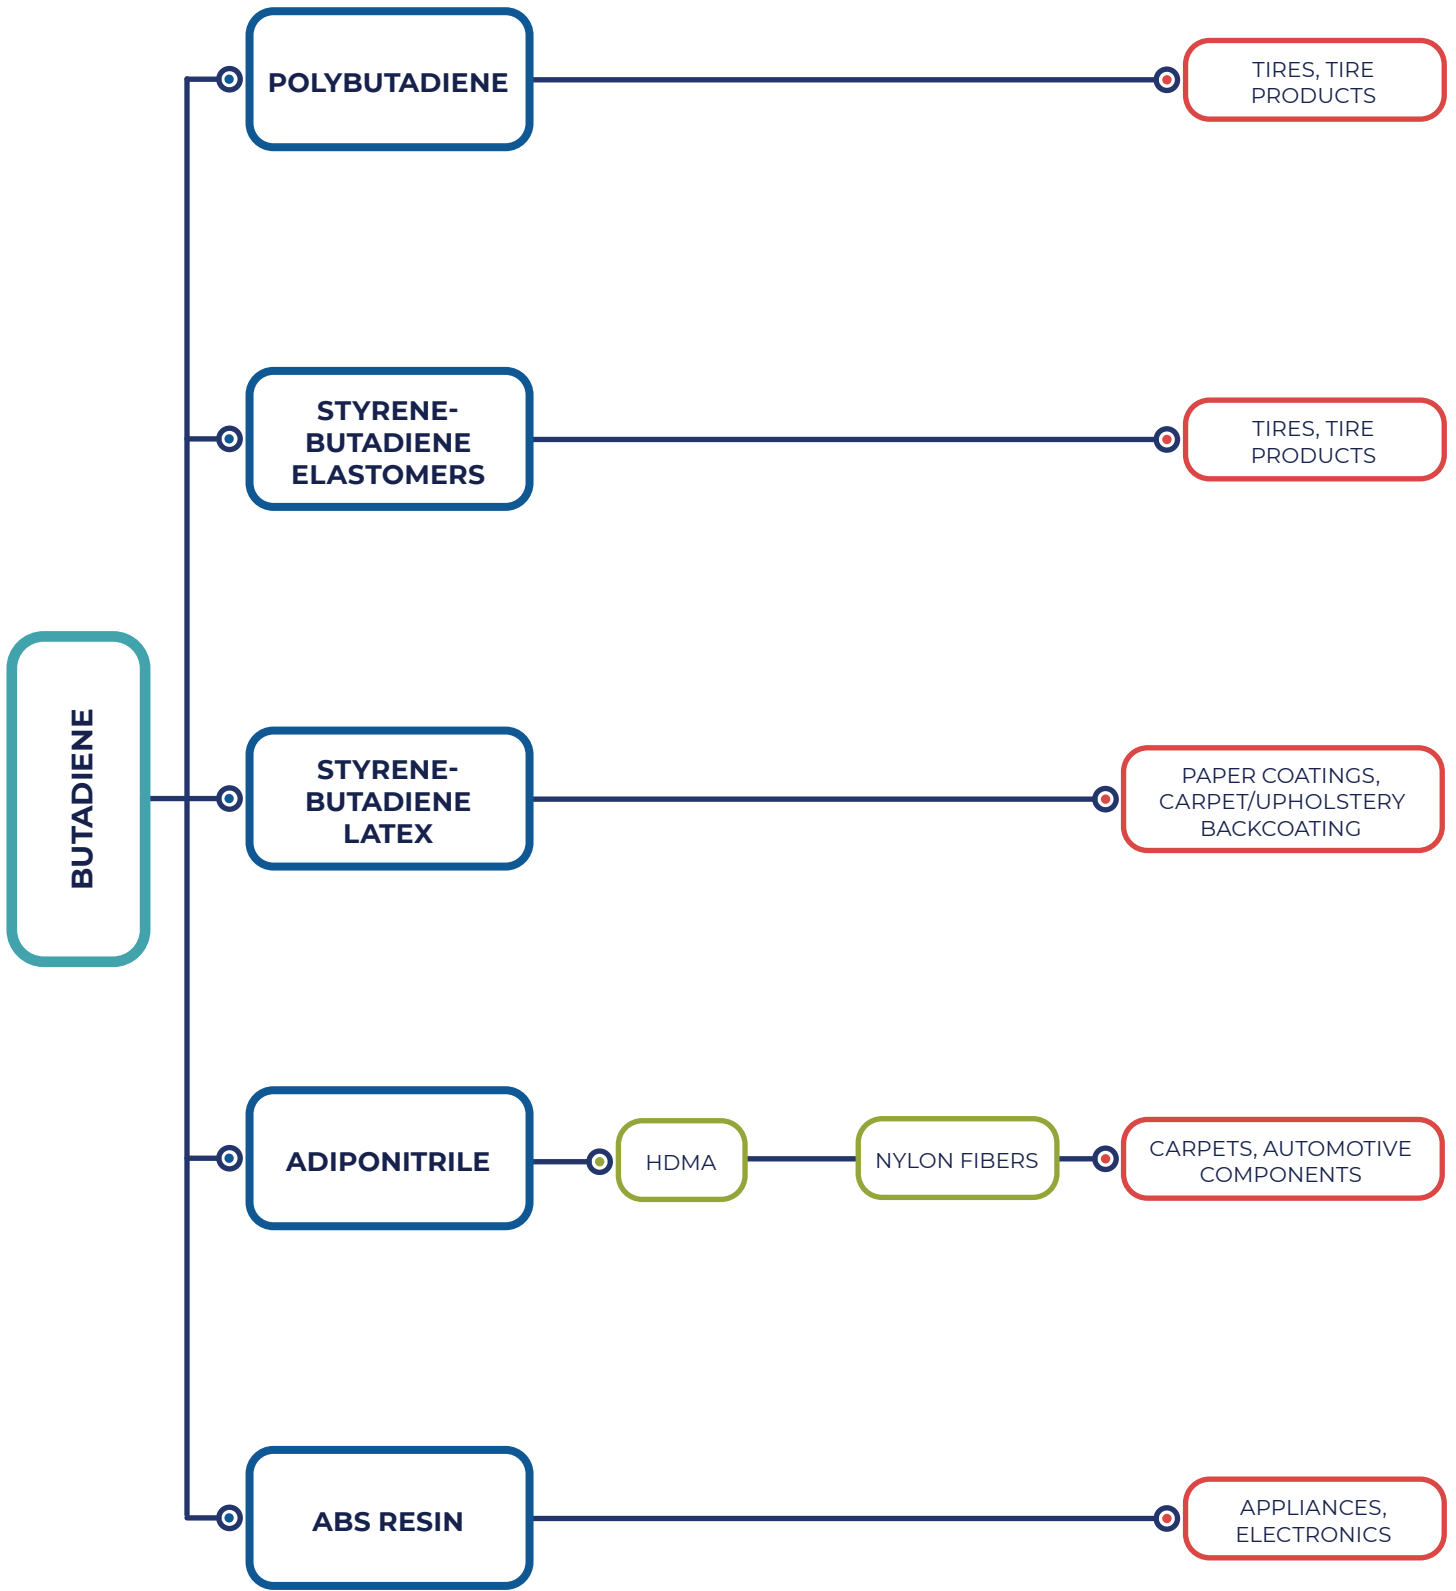 POLYBUTADIENE
TIRES, TIRE
PRODUCTS
STYRENE-
BUTADIENE
ELASTOMERS
TIRES, TIRE
PRODUCTS
BUTADIENE
STYRENE-
BUTADIENE
LATEX
PAPER COATINGS,
CARPET/UPHOLSTERY
BACKCOATING
ADIPONITRILE
HDMA
NYLON FIBERS
CARPETS, AUTOMOTIVE
COMPONENTS
ABS RESIN
APPLIANCES,
ELECTRONICS